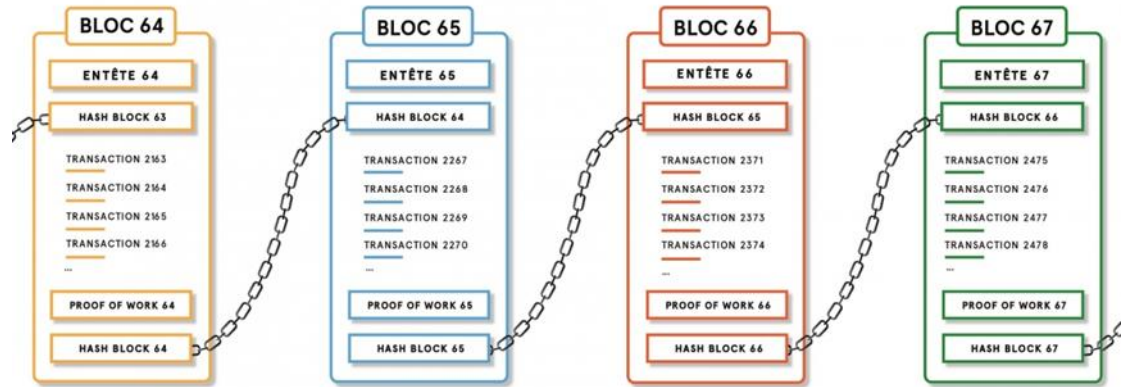 BLOC 64
ENTÊTE 64
HASH BLOCK 63
TRANSACTION 2163
TRANSACTION 2164
TRANSACTION 2165
TRANSACTION 2166
...
PROOF OF WORK 64
HASH BLOCK 64
BLOC 65
ENTÊTE 65
HASH BLOCK 64
TRANSACTION 2267
TRANSACTION 2268
TRANSACTION 2269
TRANSACTION 2270
...
PROOF OF WORK 65
HASH BLOCK 65
BLOC 66
ENTÊTE 66
HASH BLOCK 65
TRANSACTION 2371
TRANSACTION 2372
TRANSACTION 2373
TRANSACTION 2374
...
PROOF OF WORK 66
HASH BLOCK 66
BLOC 67
ENTÊTE 67
HASH BLOCK 66
TRANSACTION 2475
TRANSACTION 2476
TRANSACTION 2477
TRANSACTION 2478
...
PROOF OF WORK 67
HASH BLOCK 67